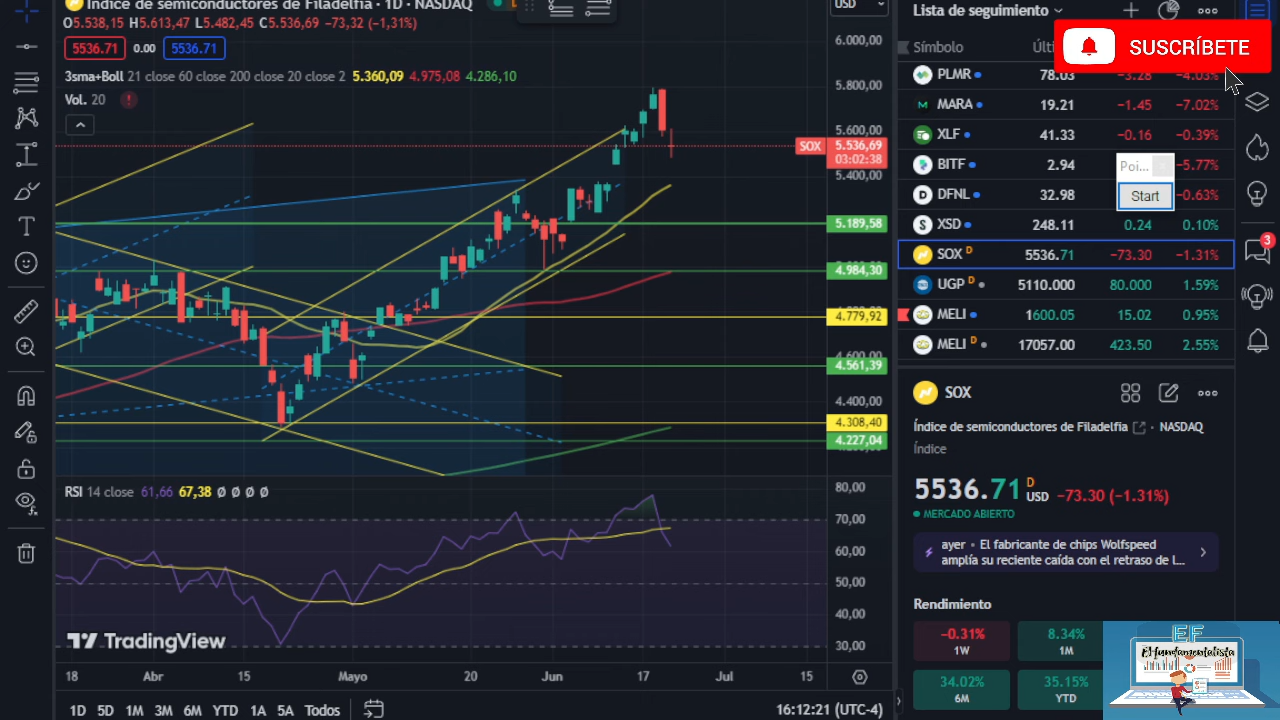 Índice de semiconductores de Filadelfia · 1D · NASDAQ
O5.538,15 H5.613,47 L5.482,45 C5.536,69 −73,32 (−1,31%)
5536.71 0.00 5536.71
3sma+Boll 21 close 60 close 200 close 20 close 2 5.360,09 4.975,08 4.286,10
Vol. 20
USD
6.000,00
5.800,00
5.600,00
SOX 5.536,69
03:02:38
5.400,00
5.189,58
4.984,30
4.779,92
4.600,00
4.561,39
4.400,00
4.308,40
4.227,04
RSI 14 close 61,66 67,38 Ø Ø Ø Ø
80,00
70,00
60,00
50,00
40,00
30,00
TradingView
18 Abr 15 Mayo 20 Jun 17 Jul 15
1D 5D 1M 3M 6M YTD 1A 5A Todos
16:12:21 (UTC-4)
Lista de seguimiento
SUSCRÍBETE
Símbolo
PLMR 78.03 −3.28 −4.03%
MARA 19.21 −1.45 −7.02%
XLF 41.33 −0.16 −0.39%
BITF 2.94 −5.77%
DFNL 32.98 −0.63%
Poi...
Start
XSD 248.11 0.24 0.10%
SOX D 5536.71 −73.30 −1.31%
UGP D 5110.000 80.000 1.59%
MELI 1600.05 15.02 0.95%
MELI D 17057.00 423.50 2.55%
3
SOX
Índice de semiconductores de Filadelfia · NASDAQ
Índice
5536.71 D USD −73.30 (−1.31%)
MERCADO ABIERTO
ayer • El fabricante de chips Wolfspeed
amplía su reciente caída con el retraso de l...
Rendimiento
−0.31%
1W
8.34%
1M
34.02%
6M
35.15%
YTD
EF
El fundamentalista